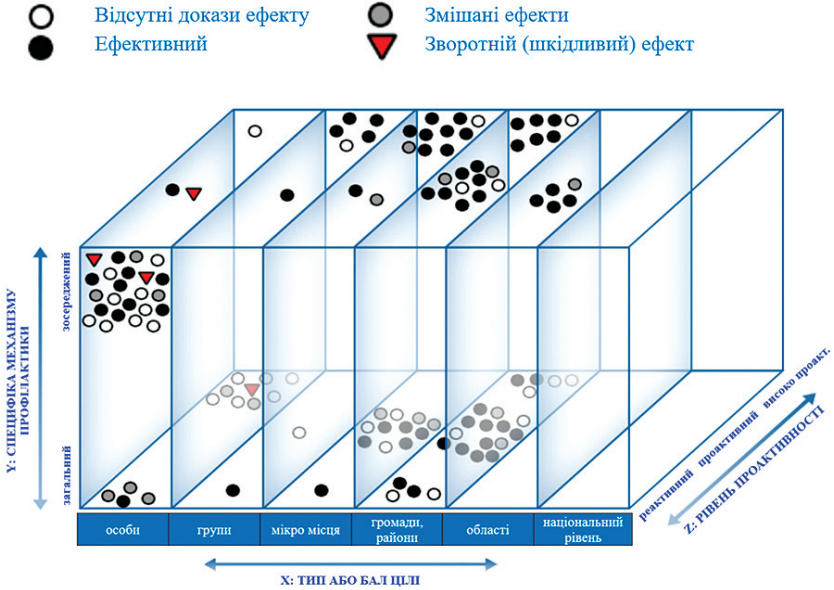 Відсутні докази ефекту
Змішані ефекти
Ефективний
Зворотній (шкідливий) ефект
Y: СПЕЦИФІКА МЕХАНІЗМУ
ПРОФІЛАКТИКИ
зосереджений
загальний
особи
групи
мікро місця
громади,
райони
області
національний
рівень
реактивний проактивний високо проакт.
Z: РІВЕНЬ ПРОАКТИВНОСТІ
X: ТИП АБО БАЛ ЦІЛІ